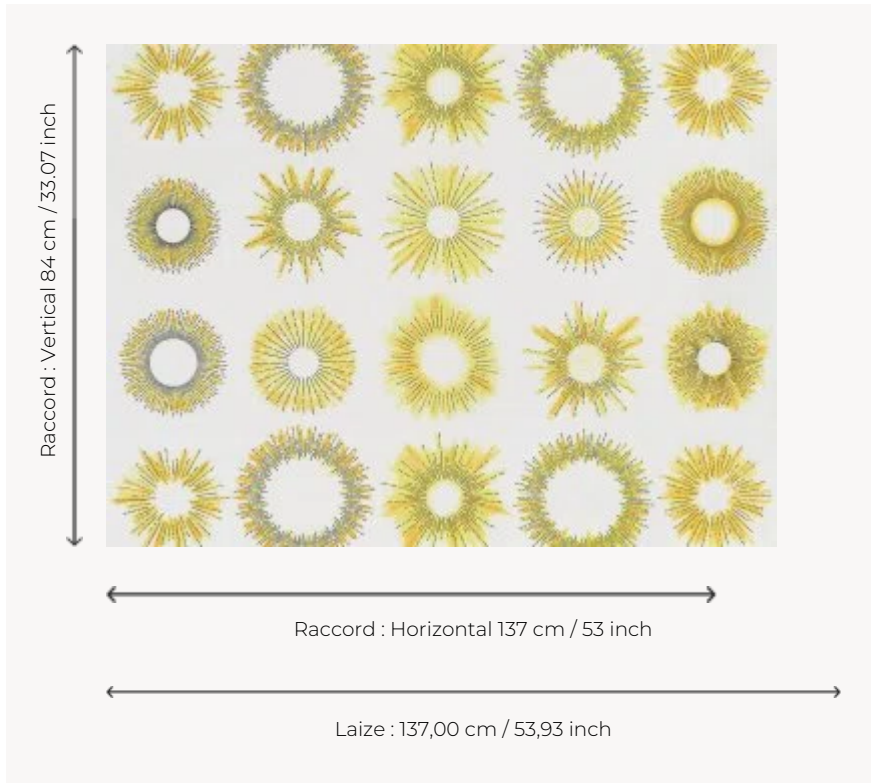 Raccord : Vertical 84 cm / 33.07 inch
Raccord : Horizontal 137 cm / 53 inch
Laize : 137,00 cm / 53,93 inch